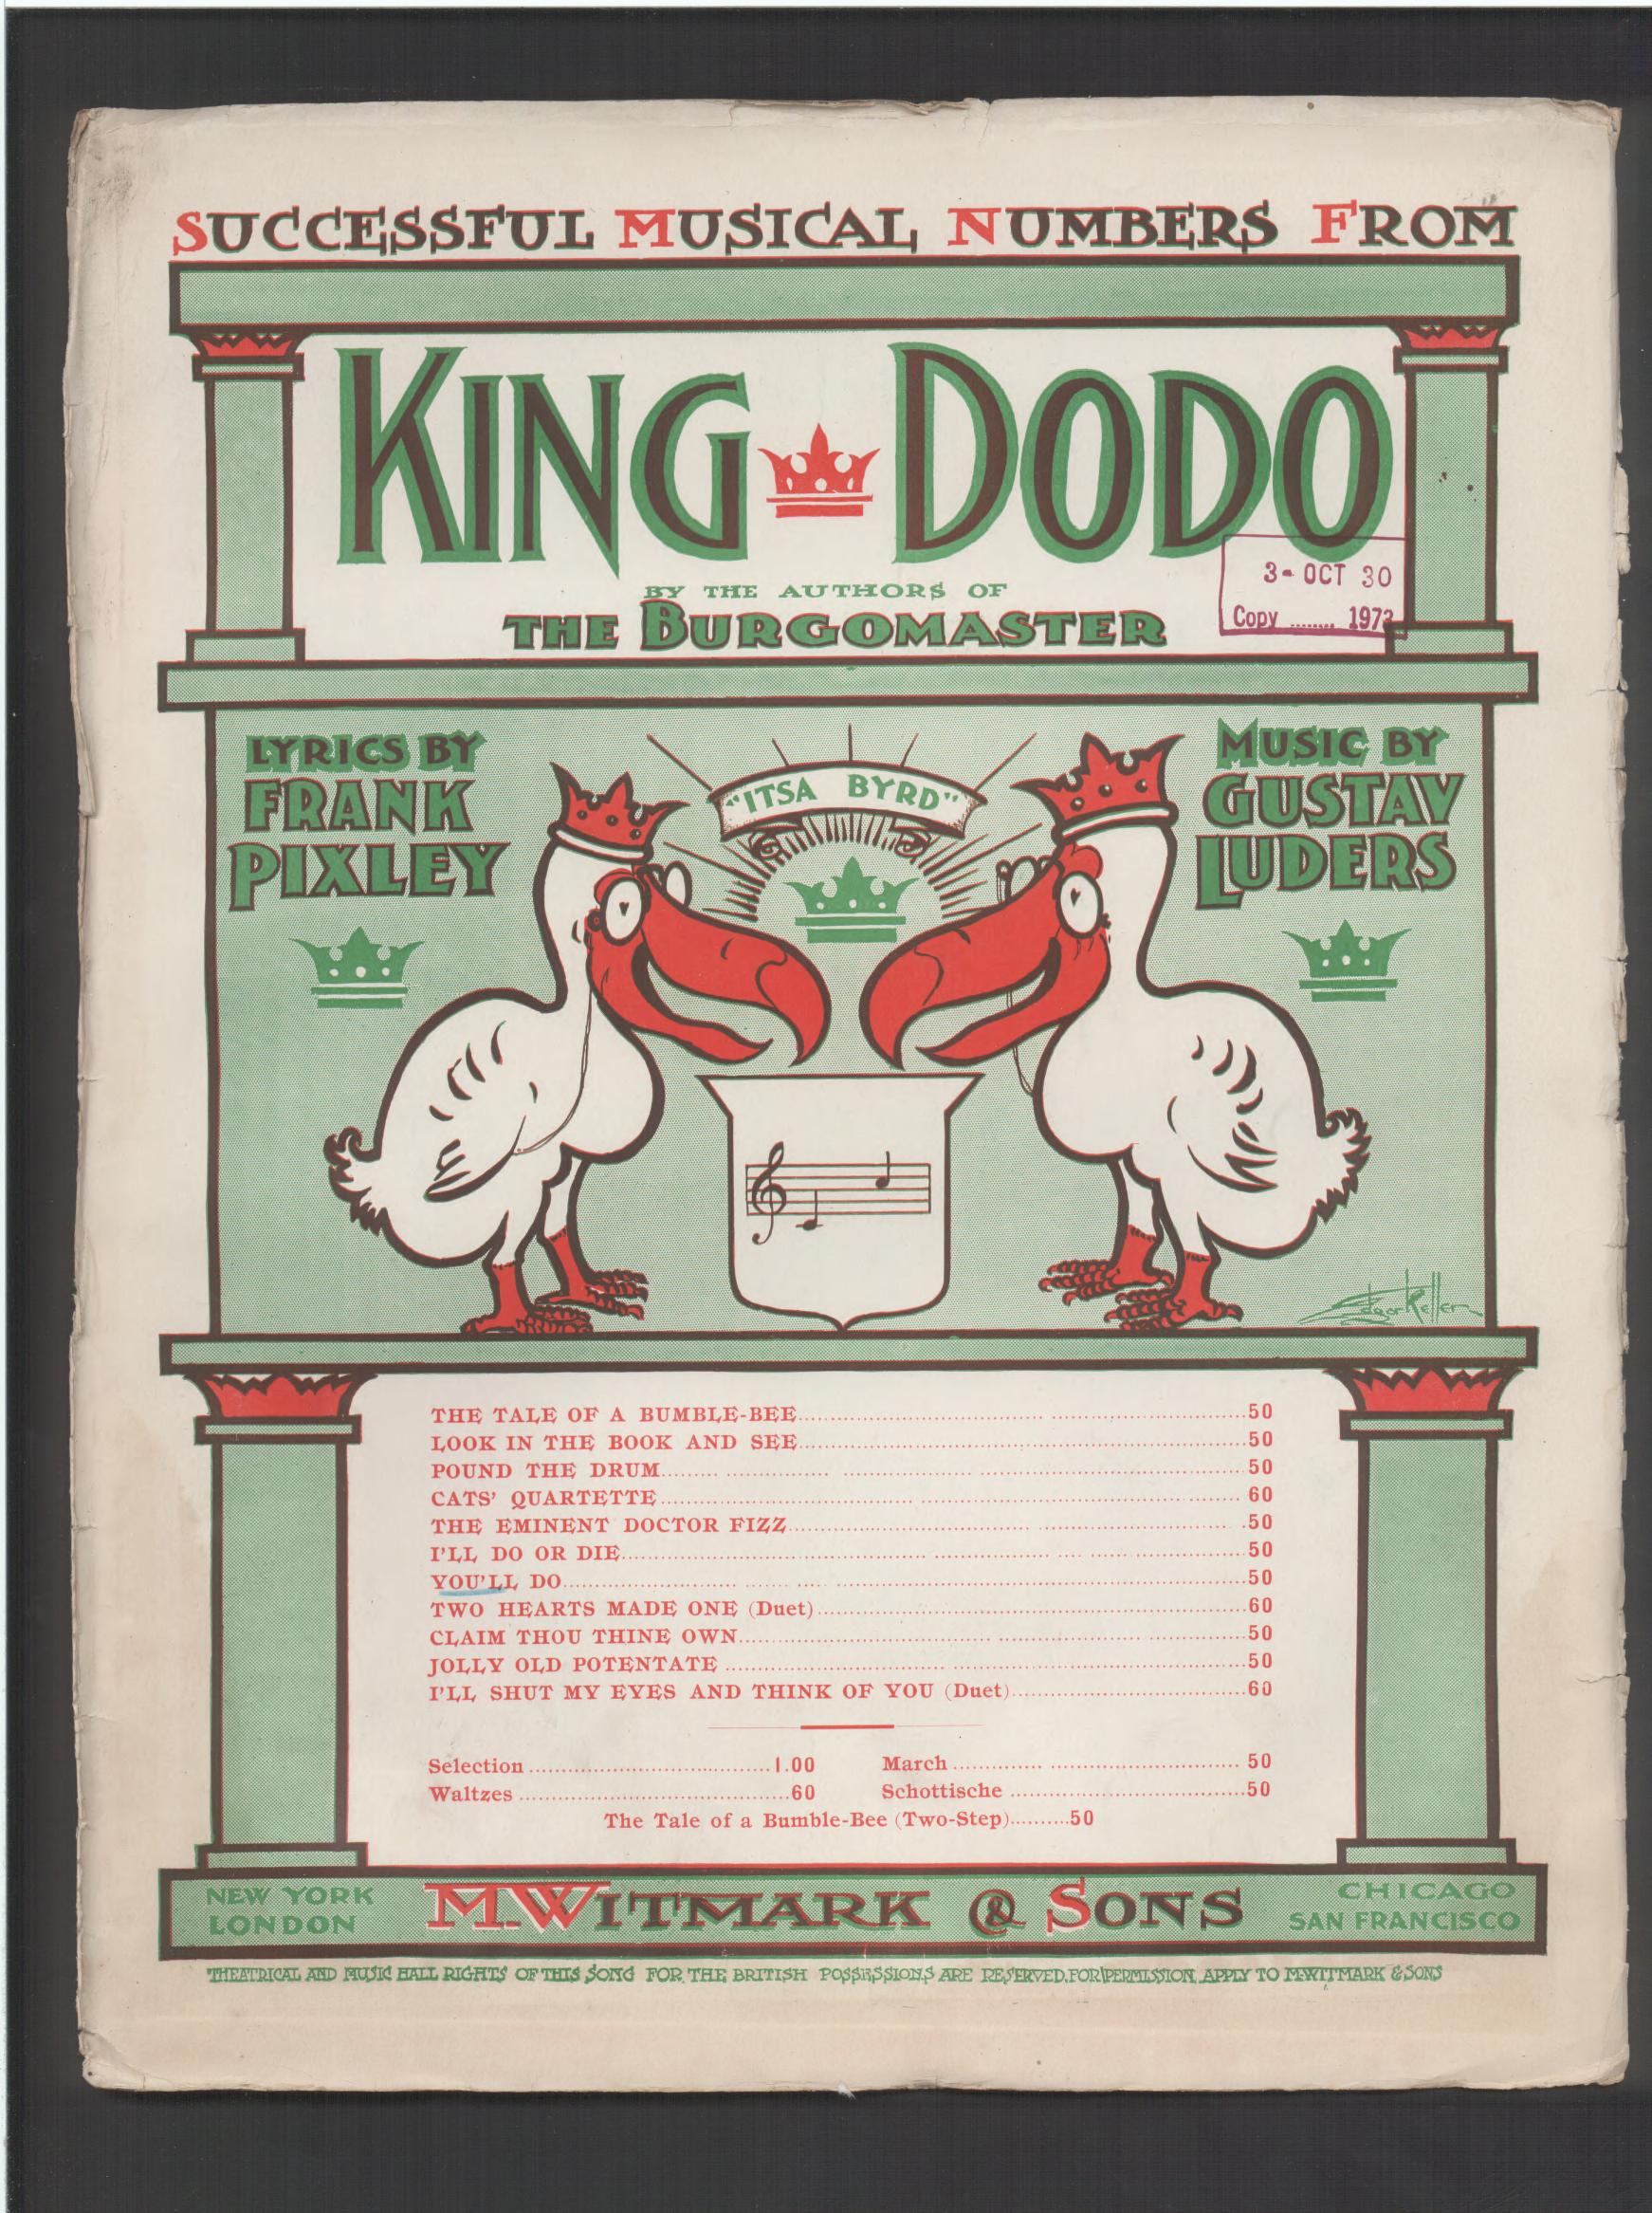 SUCCESSFUL MUSICAL NUMBERS FROM
KING DODO
BY THE AUTHORS OF
THE BURGOMASTER
3- OCT 30
Copy ........ 1973
LYRICS BY
FRANK
PIXLEY
"ITSA BYRD"
MUSIC BY
GUSTAV
LUDERS
Edgar Keller
THE TALE OF A BUMBLE-BEE........50
LOOK IN THE BOOK AND SEE........50
POUND THE DRUM........50
CATS' QUARTETTE........60
THE EMINENT DOCTOR FIZZ........50
I'LL DO OR DIE........50
YOU'LL DO........50
TWO HEARTS MADE ONE (Duet)........60
CLAIM THOU THINE OWN........50
JOLLY OLD POTENTATE........50
I'LL SHUT MY EYES AND THINK OF YOU (Duet)........60
Selection........1.00 March........50
Waltzes........60 Schottische........50
The Tale of a Bumble-Bee (Two-Step)..........50
NEW YORK
LONDON
M. WITMARK & SONS
CHICAGO
SAN FRANCISCO
THEATRICAL AND MUSIC HALL RIGHTS OF THIS SONG FOR THE BRITISH POSSESSIONS ARE RESERVED. FOR PERMISSION APPLY TO M. WITMARK & SONS